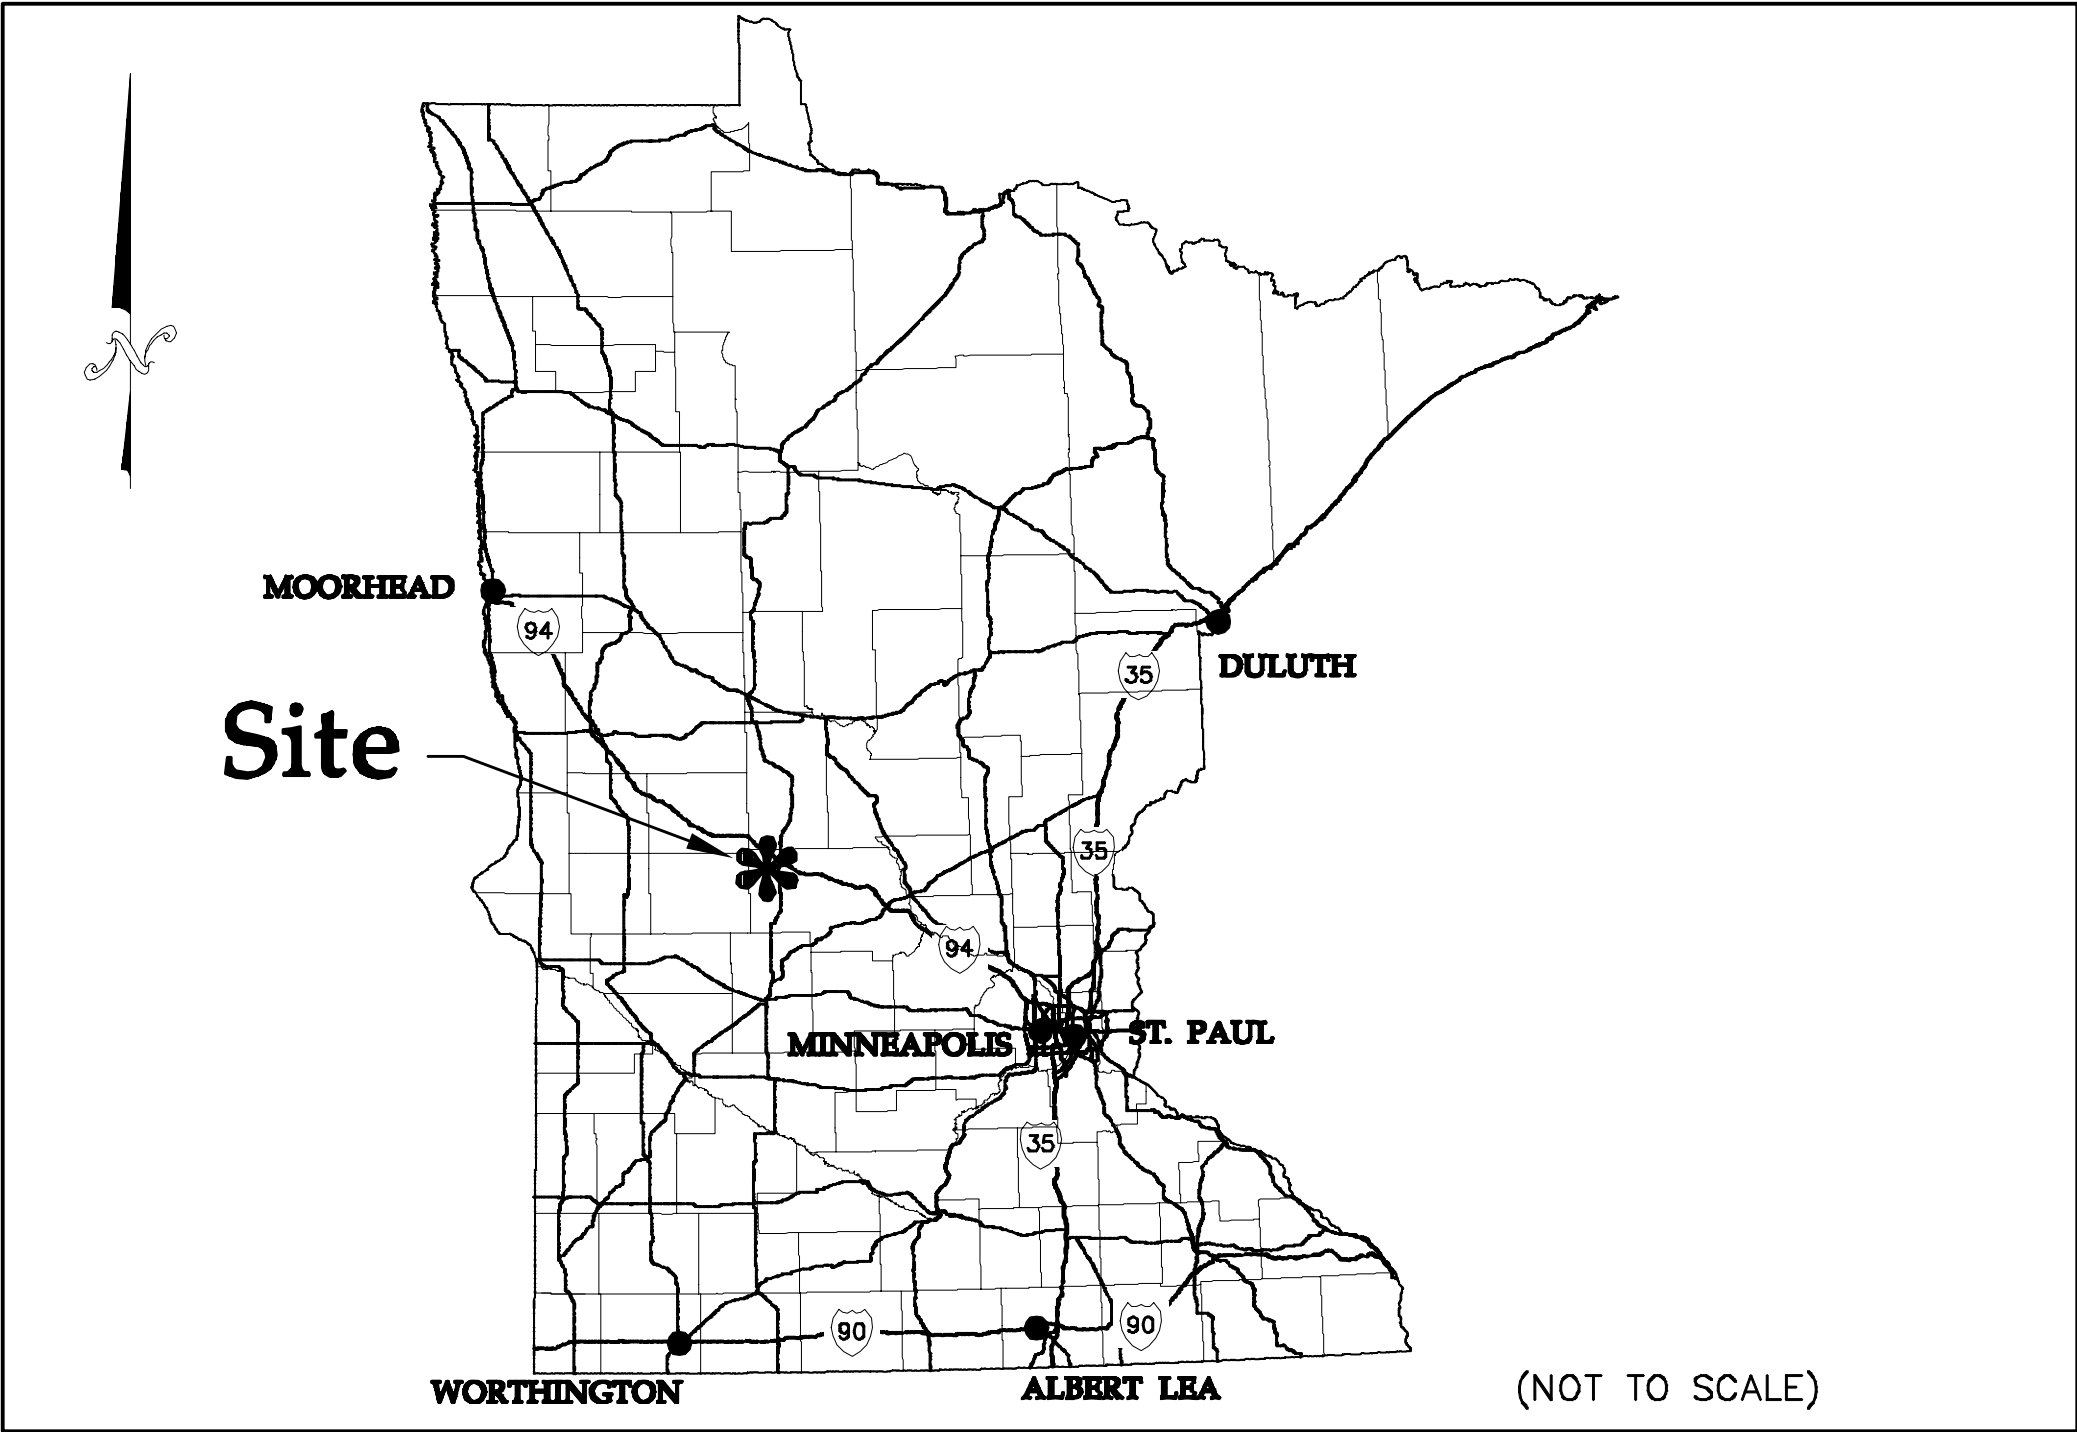 N
MOORHEAD
94
DULUTH
35
Site
35
94
MINNEAPOLIS
ST. PAUL
35
90
90
WORTHINGTON
ALBERT LEA
(NOT TO SCALE)